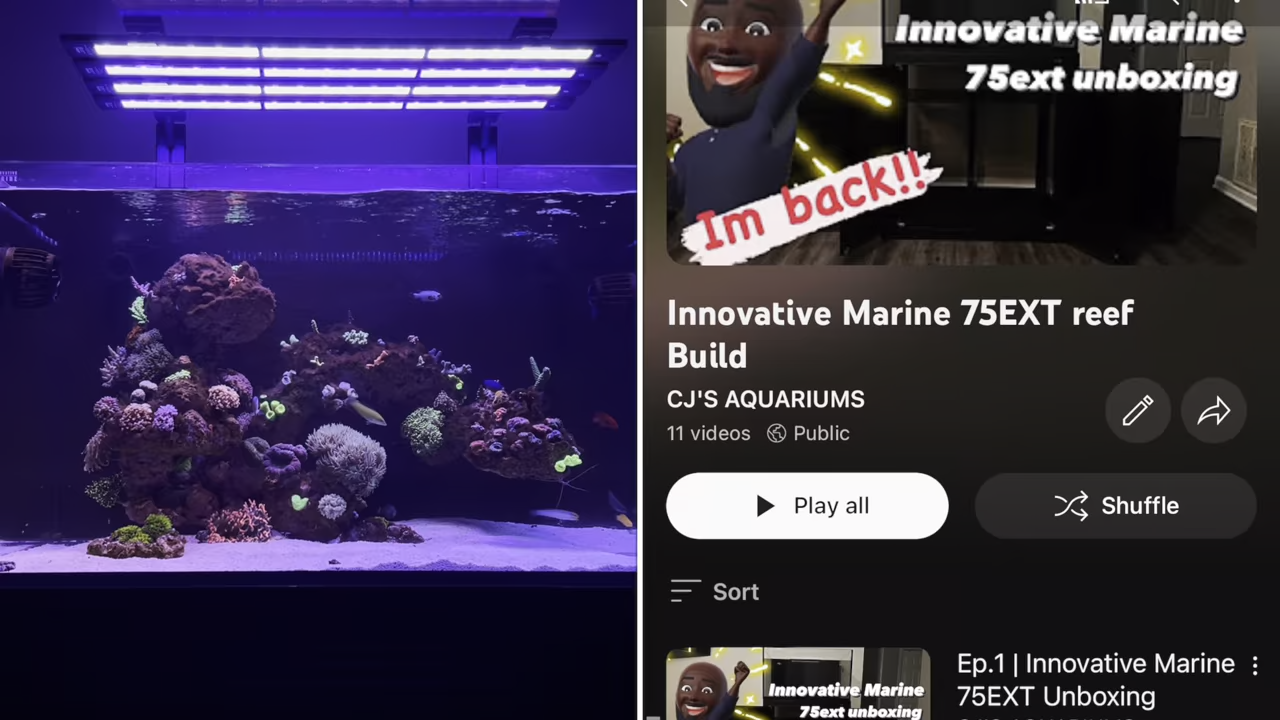 Innovative Marine
75ext unboxing
Im back!!
Innovative Marine 75EXT reef
Build
CJ'S AQUARIUMS
11 videos Public
Play all
Shuffle
Sort
Ep.1 | Innovative Marine
75EXT Unboxing
Innovative Marine
75ext unboxing